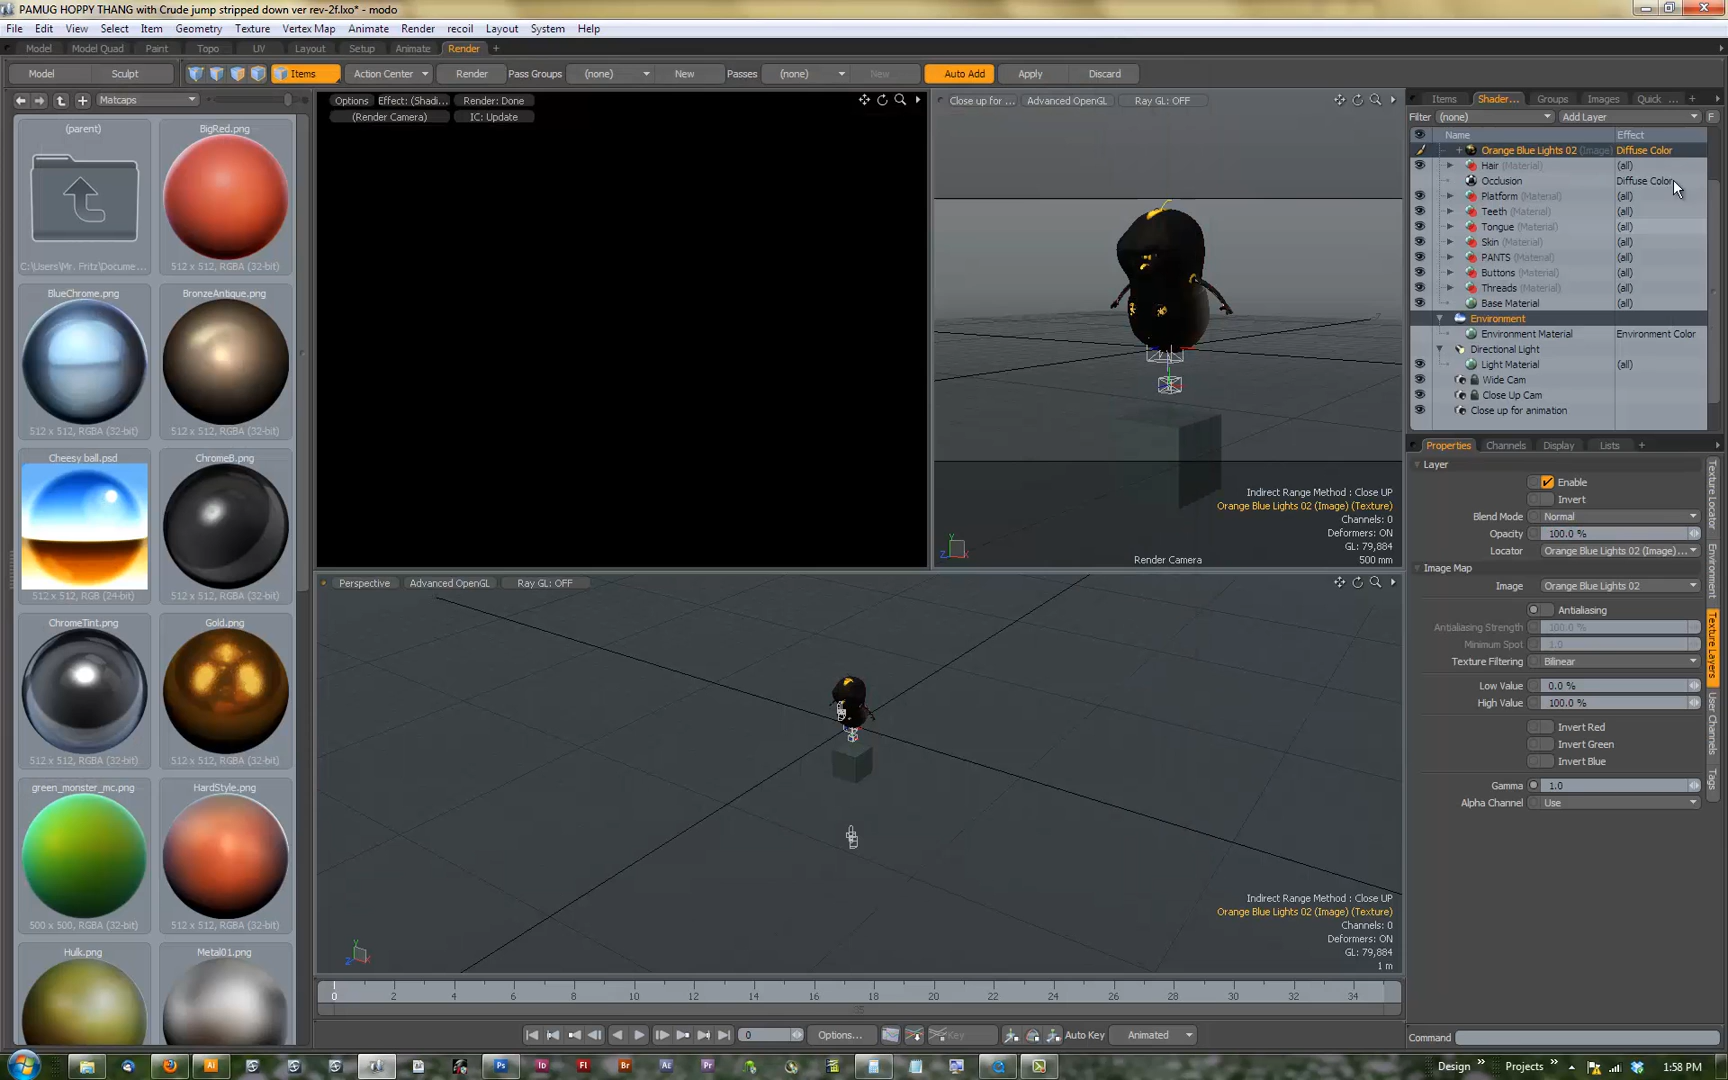 PAMUG HOPPY THANG with Crude jump stripped down ver rev-2f.lxo* - modo
File Edit View Select Item Geometry Texture Vertex Map Animate Render recoil Layout System Help
Model Model Quad Paint Topo UV Layout Setup Animate Render +
Model Sculpt Items Action Center Render Pass Groups (none) New Passes (none) New Auto Add Apply Discard
Matcaps
(parent)
C:\Users\Mr. Fritz\Docume...
BigRed.png
512 x 512, RGBA (32-bit)
BlueChrome.png
512 x 512, RGBA (32-bit)
BronzeAntique.png
512 x 512, RGBA (32-bit)
Cheesy ball.psd
512 x 512, RGB (24-bit)
ChromeB.png
512 x 512, RGBA (32-bit)
ChromeTint.png
512 x 512, RGBA (32-bit)
Gold.png
512 x 512, RGBA (32-bit)
green_monster_mc.png
500 x 500, RGBA (32-bit)
HardStyle.png
512 x 512, RGBA (32-bit)
Hulk.png
Metal01.png
Options Effect: (Shadi... Render: Done
(Render Camera) IC: Update
Close up for ... Advanced OpenGL Ray GL: OFF
Indirect Range Method : Close UP
Orange Blue Lights 02 (Image) (Texture)
Channels: 0
Deformers: ON
GL: 79,884
500 mm
Render Camera
Y
Z X
Perspective Advanced OpenGL Ray GL: OFF
Indirect Range Method : Close UP
Orange Blue Lights 02 (Image) (Texture)
Channels: 0
Deformers: ON
GL: 79,884
1 m
Y
Z X
0 2 4 6 8 10 12 14 16 18 20 22 24 26 28 30 32 34
0 Options... Key Auto Key Animated
Items Shader... Groups Images Quick ... + 
Filter (none) Add Layer F
Name Effect
Orange Blue Lights 02 (Image) Diffuse Color
Hair (Material) (all)
Occlusion Diffuse Color
Platform (Material) (all)
Teeth (Material) (all)
Tongue (Material) (all)
Skin (Material) (all)
PANTS (Material) (all)
Buttons (Material) (all)
Threads (Material) (all)
Base Material (all)
Environment
Environment Material Environment Color
Directional Light
Light Material (all)
Wide Cam
Close Up Cam
Close up for animation
Properties Channels Display Lists +
Layer
Enable
Invert
Blend Mode Normal
Opacity 100.0 %
Locator Orange Blue Lights 02 (Image) ...
Image Map
Image Orange Blue Lights 02
Antialiasing
Antialiasing Strength 100.0 %
Minimum Spot 1.0
Texture Filtering Bilinear
Low Value 0.0 %
High Value 100.0 %
Invert Red
Invert Green
Invert Blue
Gamma 1.0
Alpha Channel Use
Texture Locator
Environment
Texture Layers
User Channels
Tags
Command
Ai Ps Id Fl Br Ae Pr
Design » Projects » 1:58 PM